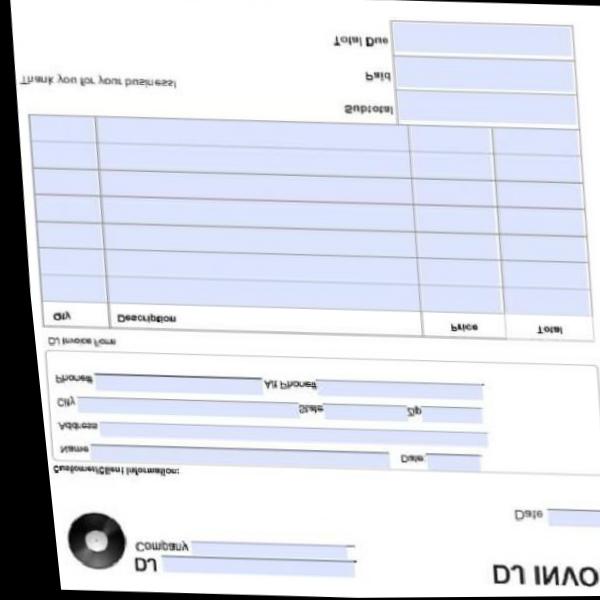 DJ INVO
DJ
Company
Date
Customer/Client Information:
Name Date
Address
City State Zip
Phone# Alt Phone#
DJ Invoice Form
Qty Description Price Total
Subtotal
Paid
Thank you for your business!
Total Due